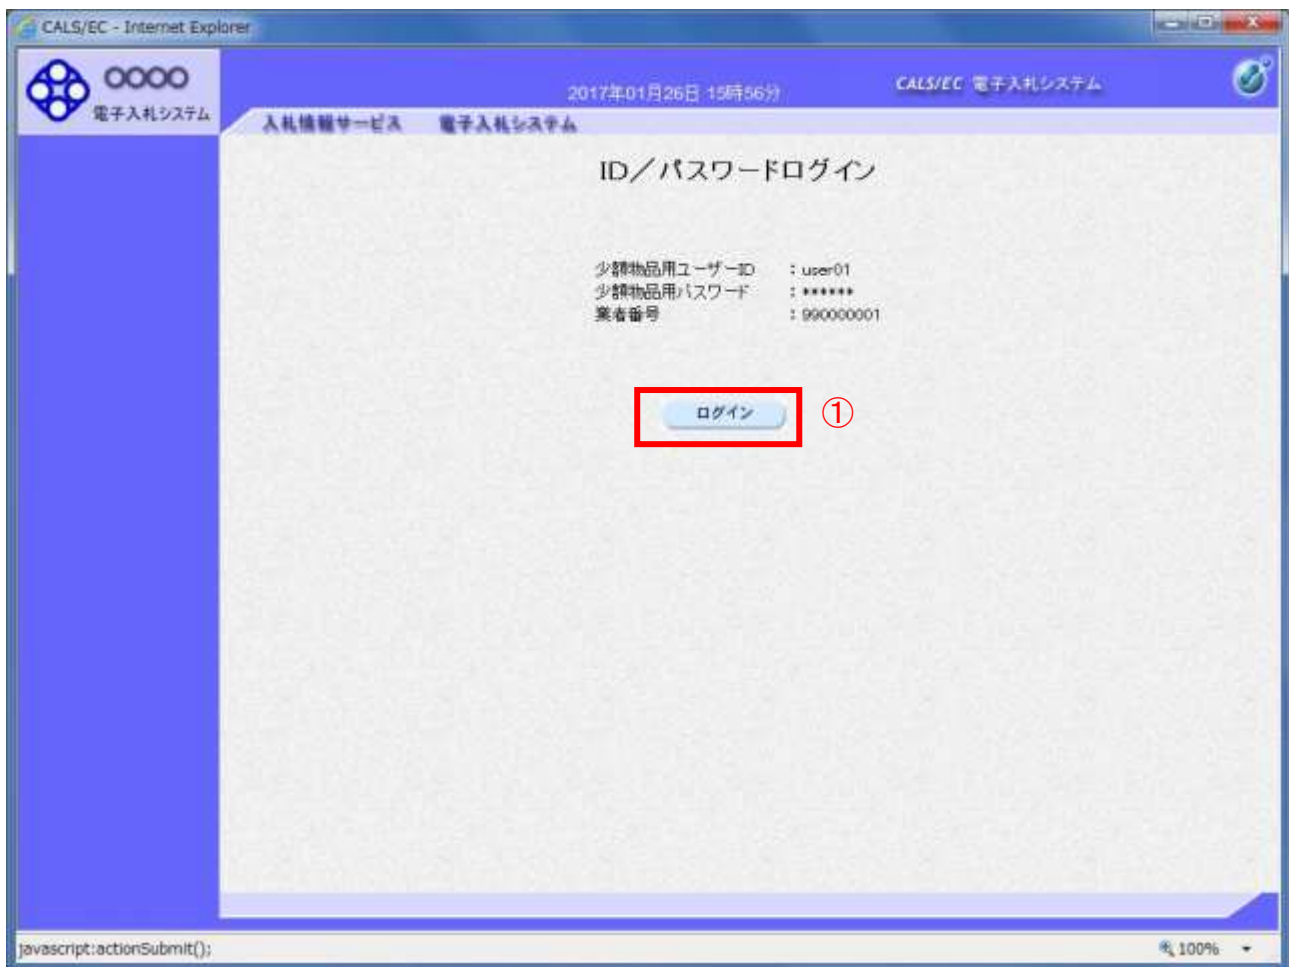 CALS/EC - Internet Explorer
○○○○
電子入札システム
2017年01月26日 15時56分
CALS/EC 電子入札システム
入札情報サービス 電子入札システム
ID／パスワードログイン
少額物品用ユーザーID ：user01
少額物品用パスワード ：******
業者番号 ：990000001
ログイン ①
javascript:actionSubmit();
100%